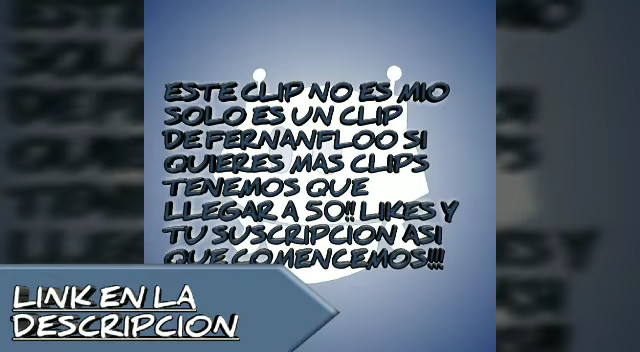 ESTE CLIP NO ES MIO
SOLO ES UN CLIP
DE FERNANFLOO SI
QUIERES MAS CLIPS
TENEMOS QUE
LLEGAR A 50!! LIKES Y
TU SUSCRIPCION ASI
QUE COMENCEMOS!!!
LINK EN LA
DESCRIPCION